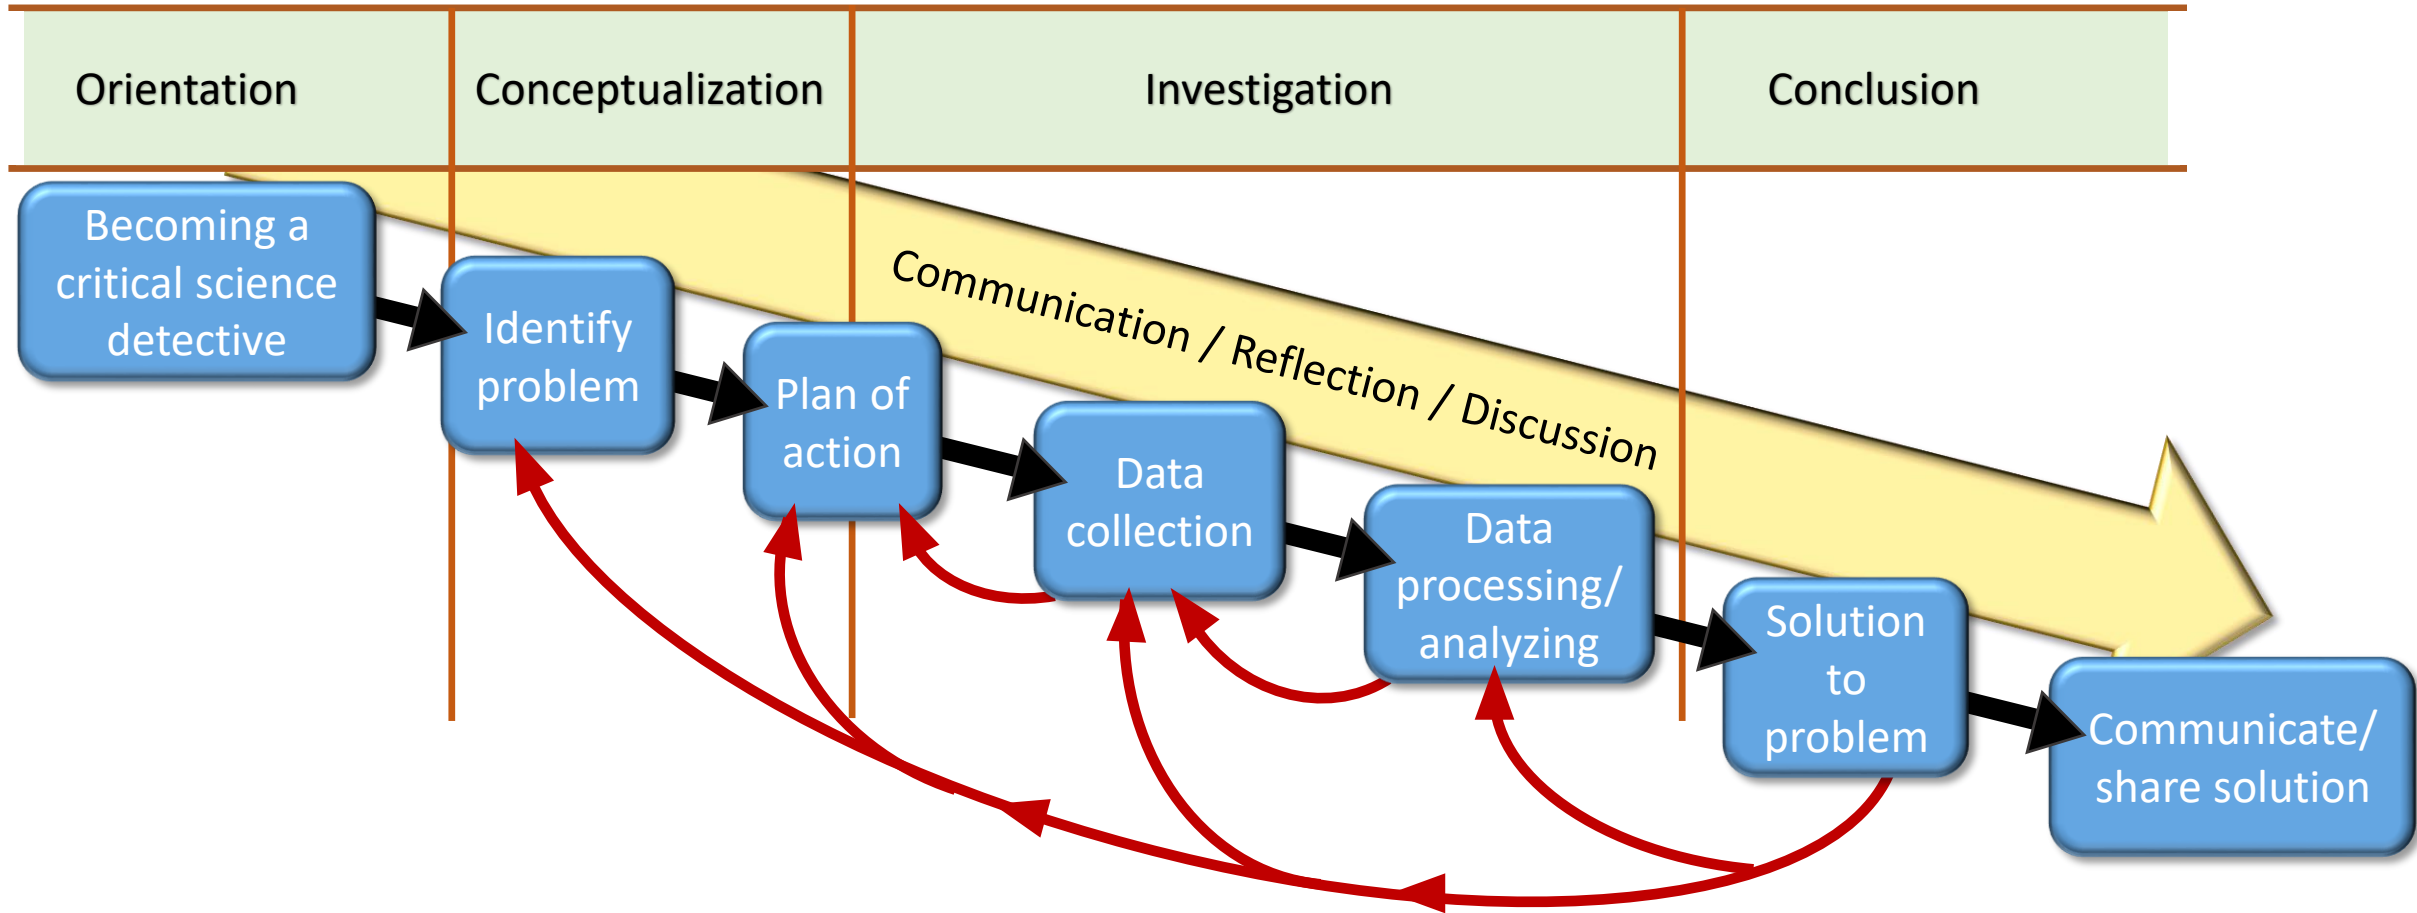 Orientation
Conceptualization
Investigation
Conclusion
Becoming a
critical science
detective
Identify
problem
Plan of
action
Communication / Reflection / Discussion
Data
collection
Data
processing/
analyzing
Solution
to
problem
Communicate/
share solution